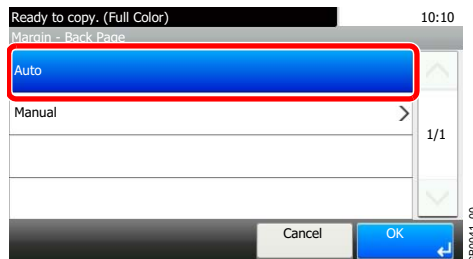 Ready to copy. (Full Color) 10:10
Margin - Back Page
Auto
Manual
1/1
Cancel OK